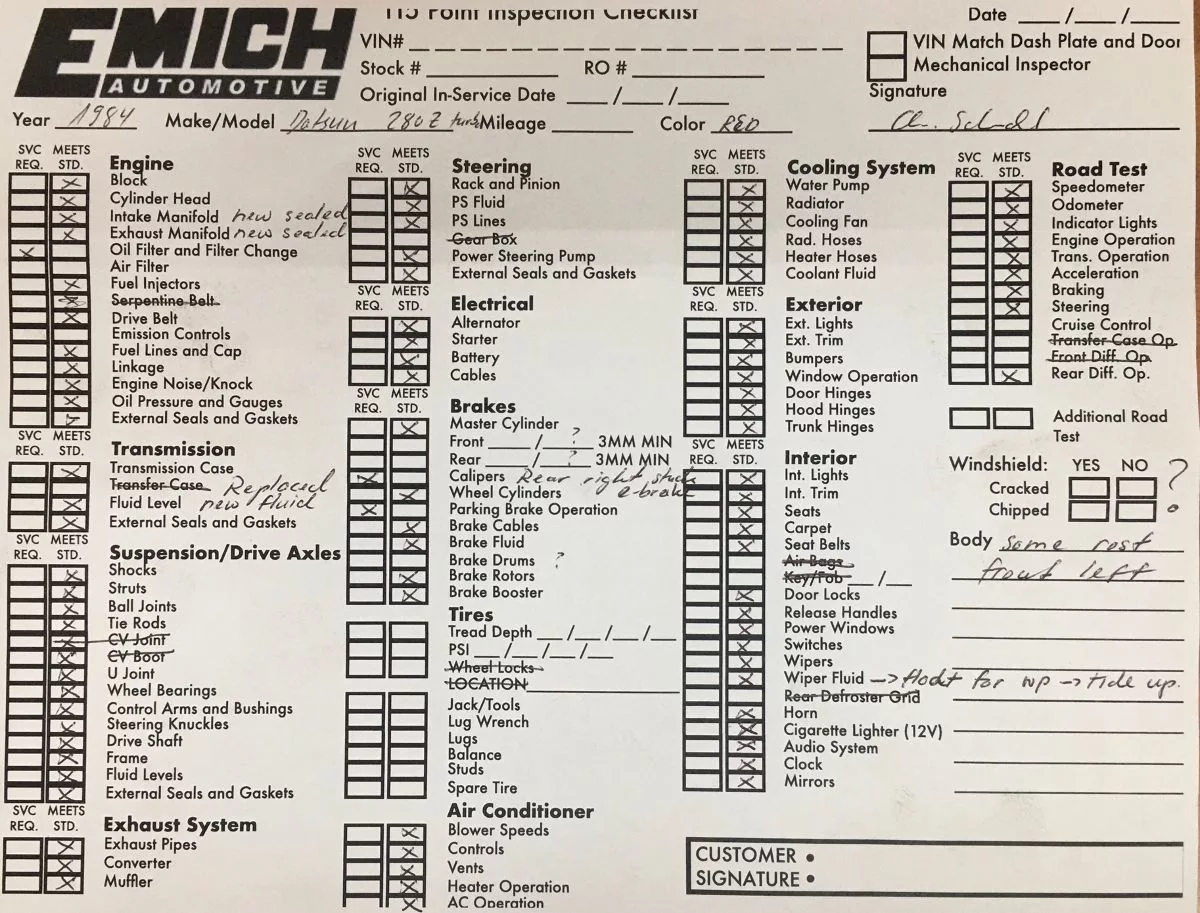 EMICH
AUTOMOTIVE
115 Point Inspection Checklist
VIN#
Stock # RO #
Original In-Service Date / /
Date / /
VIN Match Dash Plate and Door
Mechanical Inspector
Signature
Year 1984 Make/Model Datsun 280Z turbo Mileage Color RED
SVC REQ. MEETS STD.
Engine
Block
Cylinder Head
Intake Manifold new sealed
Exhaust Manifold new sealed
Oil Filter and Filter Change
Air Filter
Fuel Injectors
Serpentine Belt
Drive Belt
Emission Controls
Fuel Lines and Cap
Linkage
Engine Noise/Knock
Oil Pressure and Gauges
External Seals and Gaskets
SVC REQ. MEETS STD.
Transmission
Transmission Case
Transfer Case Replaced
Fluid Level new fluid
External Seals and Gaskets
SVC REQ. MEETS STD.
Suspension/Drive Axles
Shocks
Struts
Ball Joints
Tie Rods
CV Joint
CV Boot
U Joint
Wheel Bearings
Control Arms and Bushings
Steering Knuckles
Drive Shaft
Frame
Fluid Levels
External Seals and Gaskets
SVC REQ. MEETS STD.
Exhaust System
Exhaust Pipes
Converter
Muffler
SVC REQ. MEETS STD.
Steering
Rack and Pinion
PS Fluid
PS Lines
Gear Box
Power Steering Pump
External Seals and Gaskets
SVC REQ. MEETS STD.
Electrical
Alternator
Starter
Battery
Cables
SVC REQ. MEETS STD.
Brakes
Master Cylinder
Front / ? 3MM MIN
Rear / ? 3MM MIN
Calipers Rear right stuck
Wheel Cylinders e-brake
Parking Brake Operation
Brake Cables
Brake Fluid
Brake Drums ?
Brake Rotors
Brake Booster
Tires
Tread Depth / / /
PSI / / /
Wheel Locks
LOCATION
Jack/Tools
Lug Wrench
Lugs
Balance
Studs
Spare Tire
Air Conditioner
Blower Speeds
Controls
Vents
Heater Operation
AC Operation
SVC REQ. MEETS STD.
Cooling System
Water Pump
Radiator
Cooling Fan
Rad. Hoses
Heater Hoses
Coolant Fluid
SVC REQ. MEETS STD.
Exterior
Ext. Lights
Ext. Trim
Bumpers
Window Operation
Door Hinges
Hood Hinges
Trunk Hinges
SVC REQ. MEETS STD.
Interior
Int. Lights
Int. Trim
Seats
Carpet
Seat Belts
Air Bags
Key/Fob /
Door Locks
Release Handles
Power Windows
Switches
Wipers
Wiper Fluid -> float for wp -> tide up.
Rear Defroster Grid
Horn
Cigarette Lighter (12V)
Audio System
Clock
Mirrors
SVC REQ. MEETS STD.
Road Test
Speedometer
Odometer
Indicator Lights
Engine Operation
Trans. Operation
Acceleration
Braking
Steering
Cruise Control
Transfer Case Op.
Front Diff. Op.
Rear Diff. Op.
Additional Road
Test
Windshield: YES NO ?
Cracked
Chipped
Body some rost
front left
CUSTOMER •
SIGNATURE •